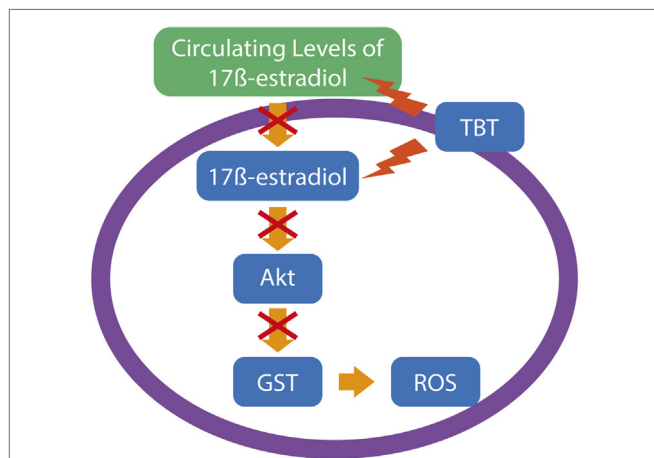 Circulating Levels of
17ß-estradiol
TBT
17ß-estradiol
Akt
GST
ROS